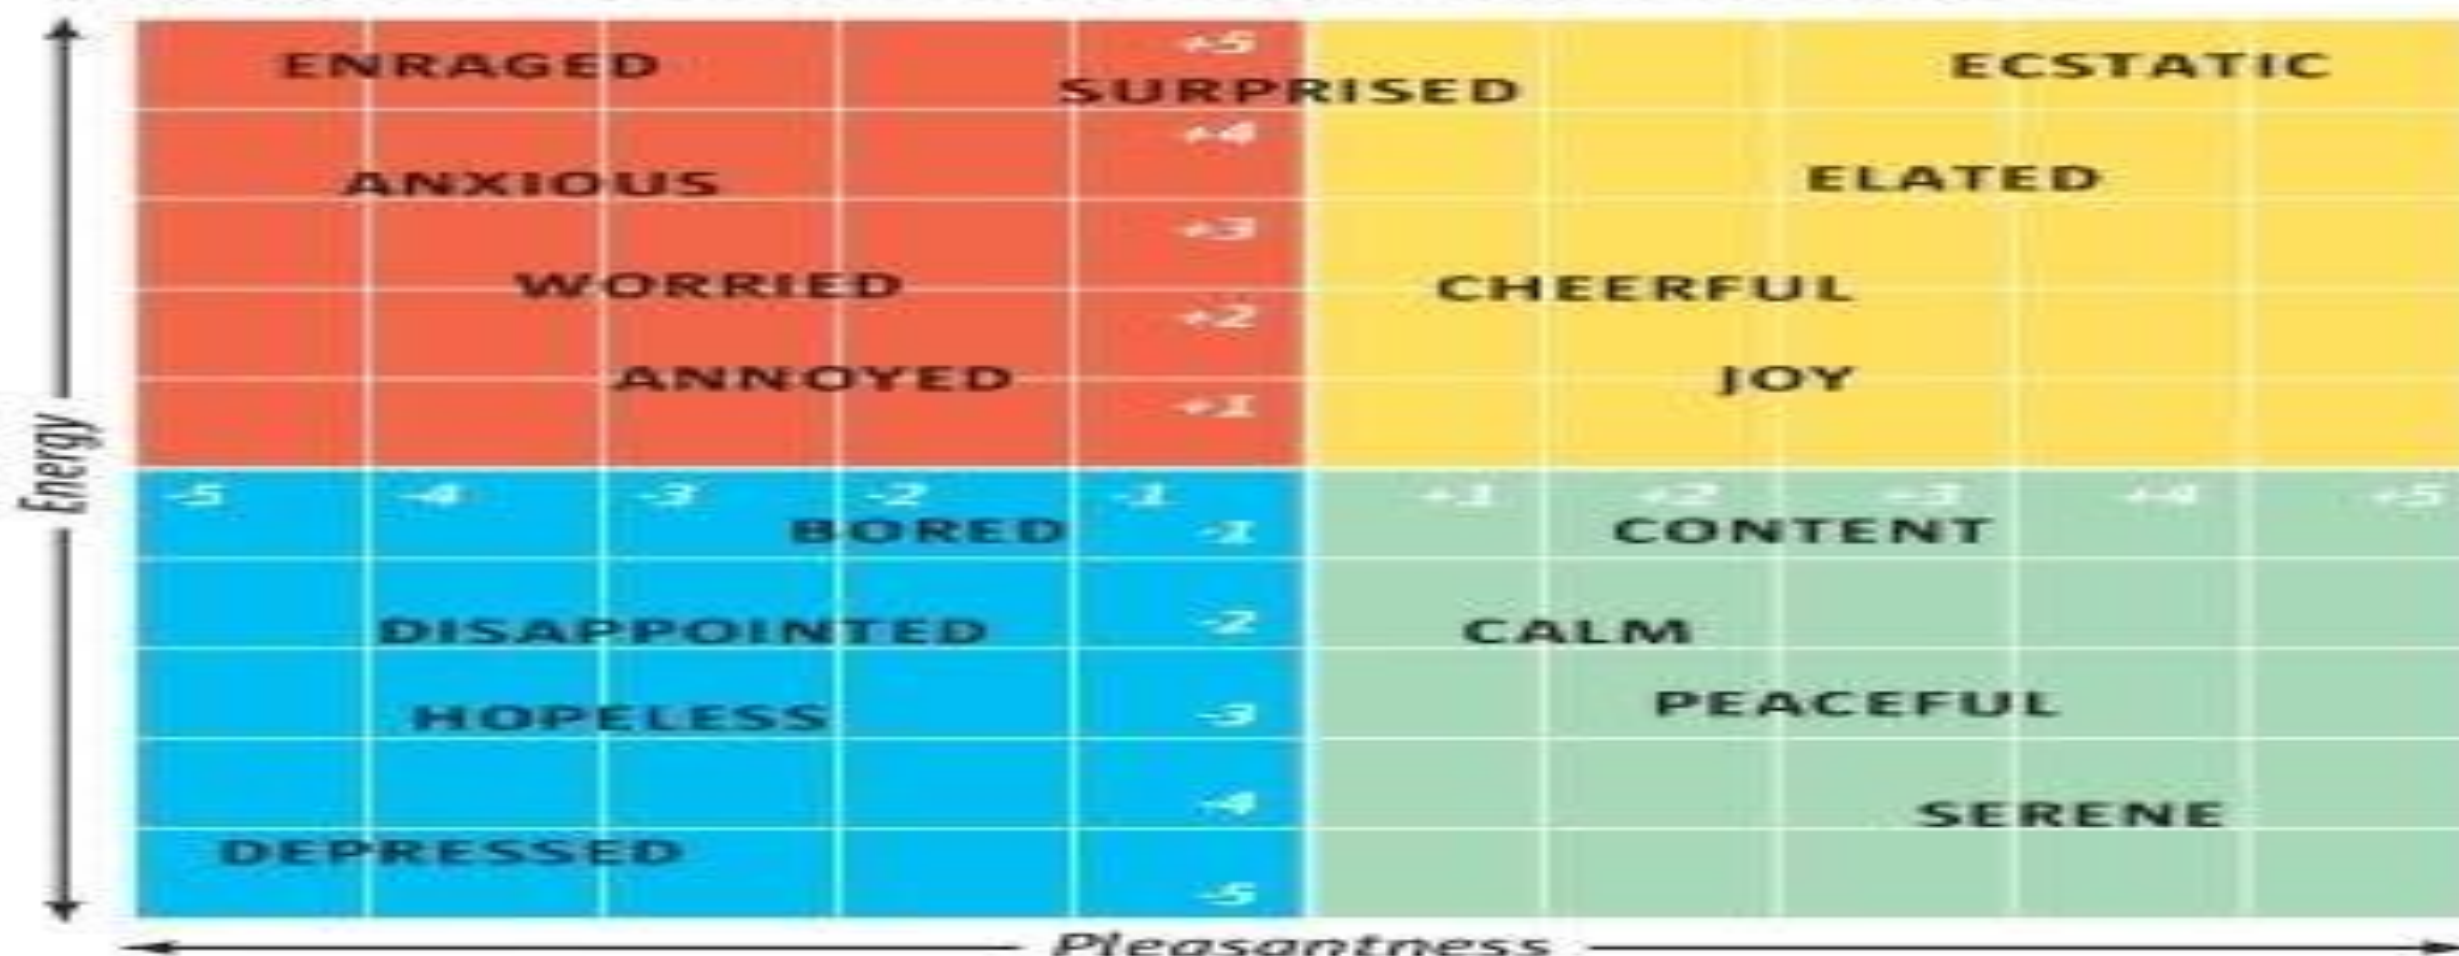 +5
ENRAGED ECSTATIC
SURPRISED
+4
ANXIOUS ELATED
+3
WORRIED CHEERFUL
+2
ANNOYED JOY
+1
Energy
-5 -4 -3 -2 -1 +1 +2 +3 +4 +5
BORED -1 CONTENT
DISAPPOINTED -2 CALM
HOPELESS -3 PEACEFUL
-4
SERENE
DEPRESSED
-5
Pleasantness